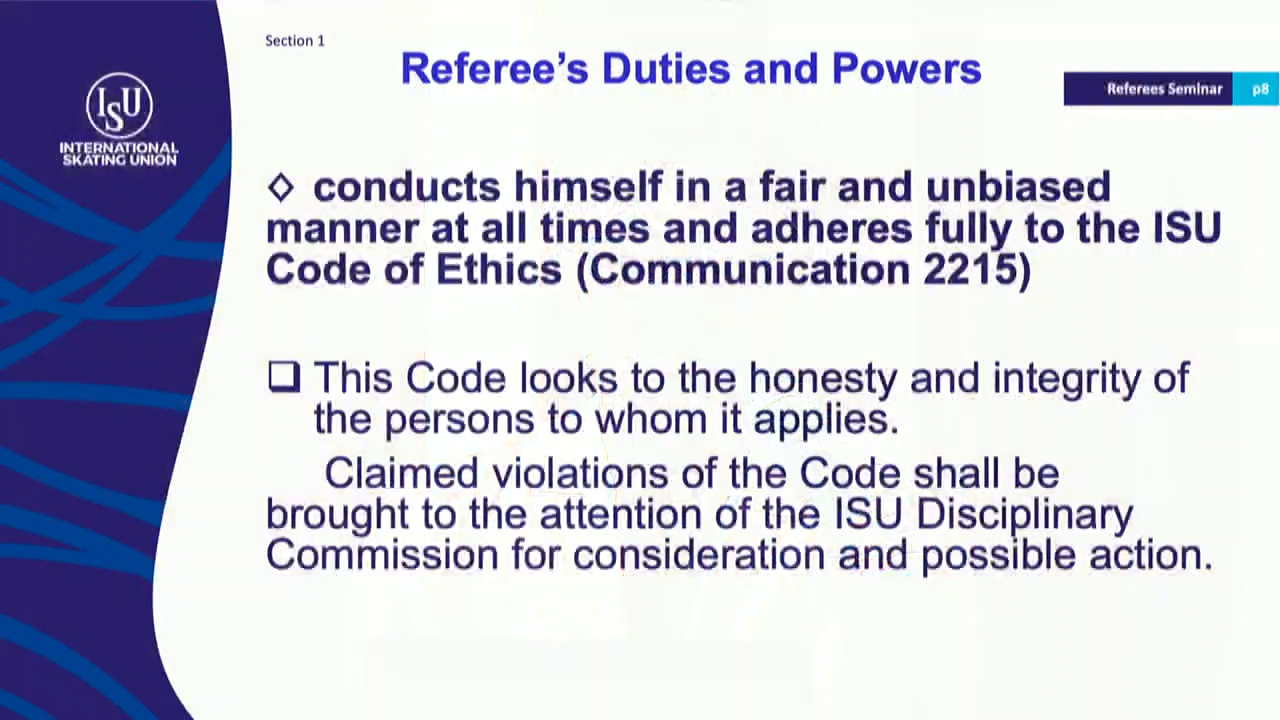 Section 1
Referee’s Duties and Powers
Referees Seminar p8
ISU
INTERNATIONAL
SKATING UNION
◇ conducts himself in a fair and unbiased
manner at all times and adheres fully to the ISU
Code of Ethics (Communication 2215)
❑ This Code looks to the honesty and integrity of
the persons to whom it applies.
Claimed violations of the Code shall be
brought to the attention of the ISU Disciplinary
Commission for consideration and possible action.